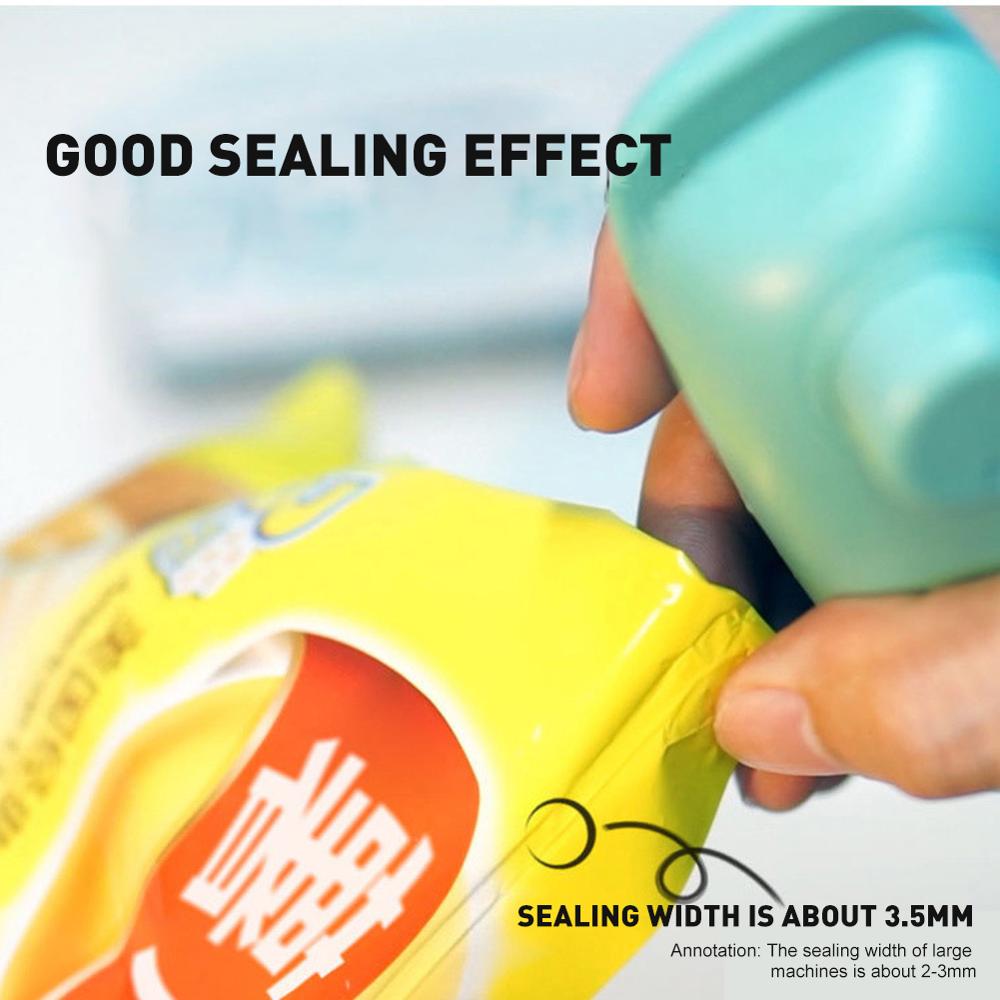 GOOD SEALING EFFECT
SEALING WIDTH IS ABOUT 3.5MM
Annotation: The sealing width of large
machines is about 2-3mm